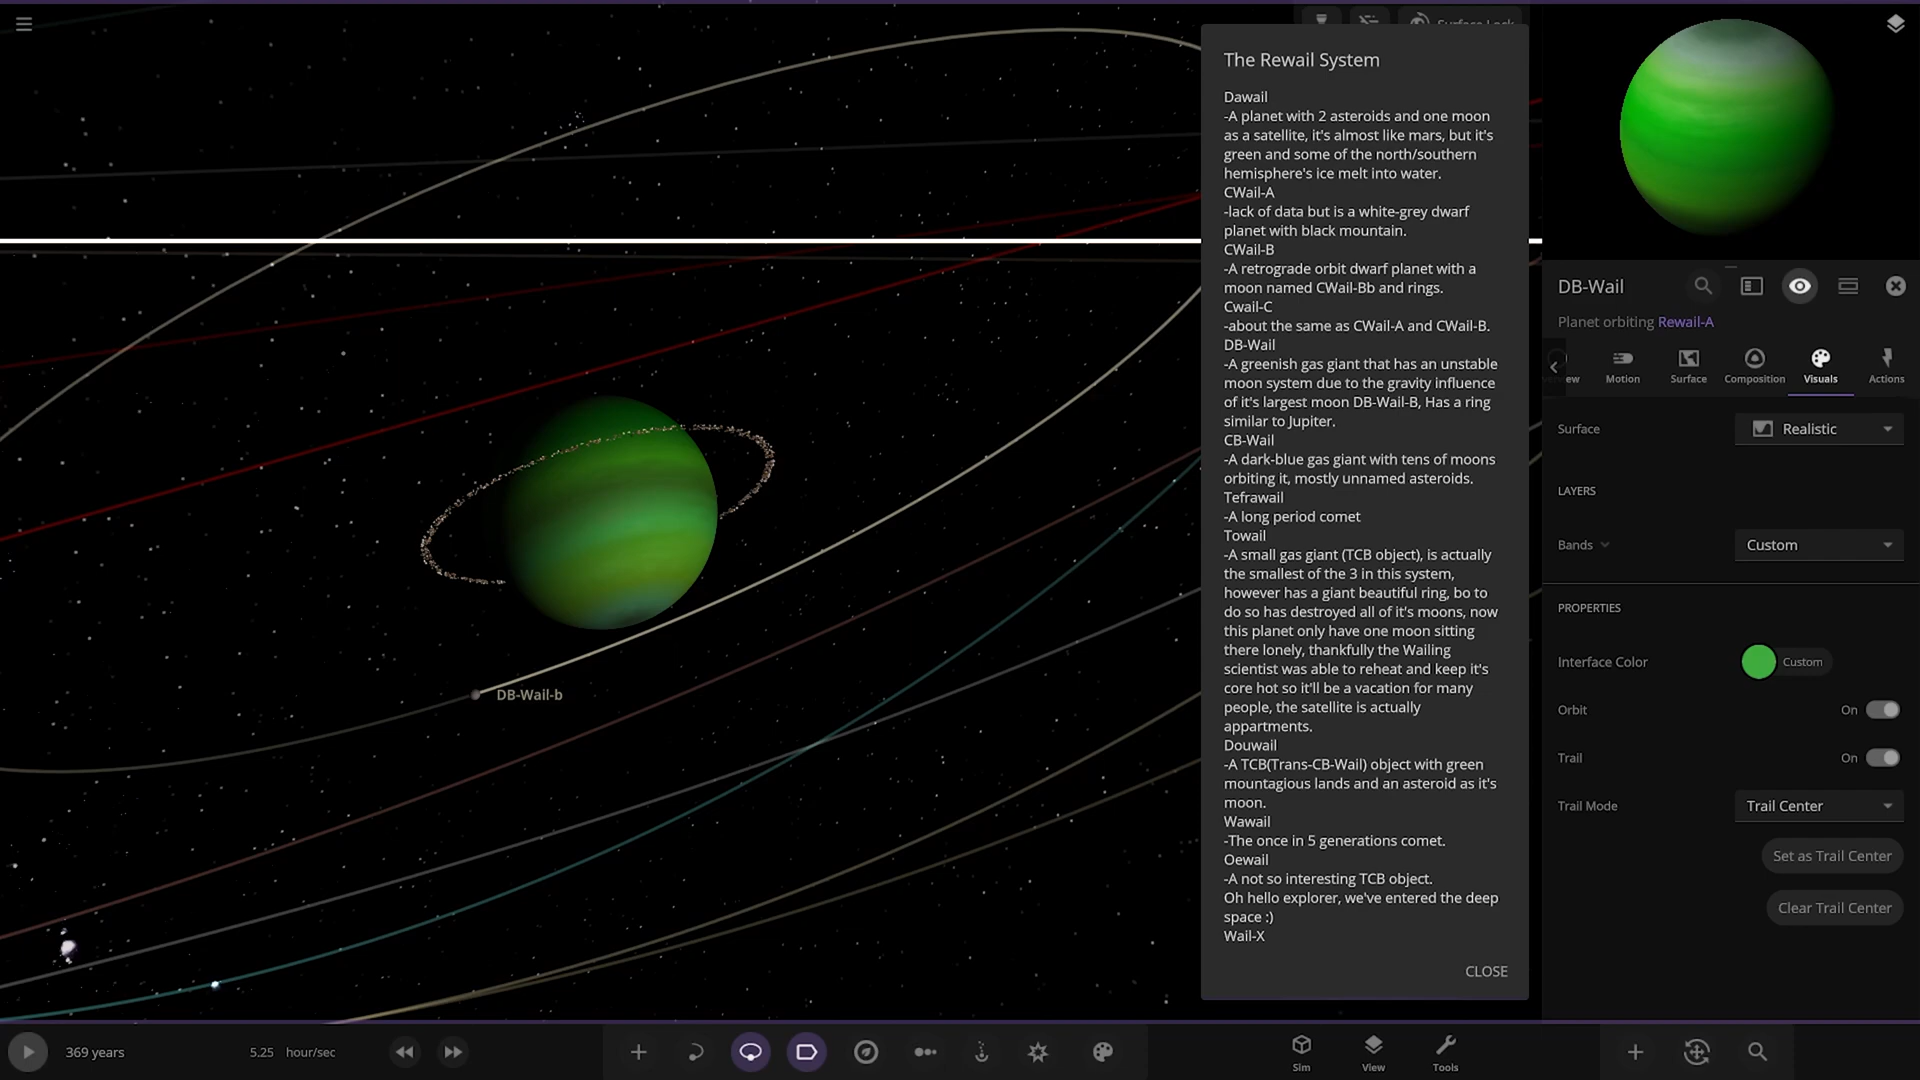 Surface Lock
The Rewail System
Dawail
-A planet with 2 asteroids and one moon
as a satellite, it's almost like mars, but it's
green and some of the north/southern
hemisphere's ice melt into water.
CWail-A
-lack of data but is a white-grey dwarf
planet with black mountain.
CWail-B
-A retrograde orbit dwarf planet with a
moon named CWail-Bb and rings.
Cwail-C
-about the same as CWail-A and CWail-B.
DB-Wail
-A greenish gas giant that has an unstable
moon system due to the gravity influence
of it's largest moon DB-Wail-B, Has a ring
similar to Jupiter.
CB-Wail
-A dark-blue gas giant with tens of moons
orbiting it, mostly unnamed asteroids.
Tefrawail
-A long period comet
Towail
-A small gas giant (TCB object), is actually
the smallest of the 3 in this system,
however has a giant beautiful ring, bo to
do so has destroyed all of it's moons, now
this planet only have one moon sitting
there lonely, thankfully the Wailing
scientist was able to reheat and keep it's
core hot so it'll be a vacation for many
people, the satellite is actually
appartments.
Douwail
-A TCB(Trans-CB-Wail) object with green
mountagious lands and an asteroid as it's
moon.
Wawail
-The once in 5 generations comet.
Oewail
-A not so interesting TCB object.
Oh hello explorer, we've entered the deep
space :)
Wail-X
CLOSE
DB-Wail-b
DB-Wail
Planet orbiting Rewail-A
Motion Surface Composition Visuals Actions
Surface Realistic
LAYERS
Bands Custom
PROPERTIES
Interface Color Custom
Orbit On
Trail On
Trail Mode Trail Center
Set as Trail Center
Clear Trail Center
369 years 5.25 hour/sec
Sim View Tools